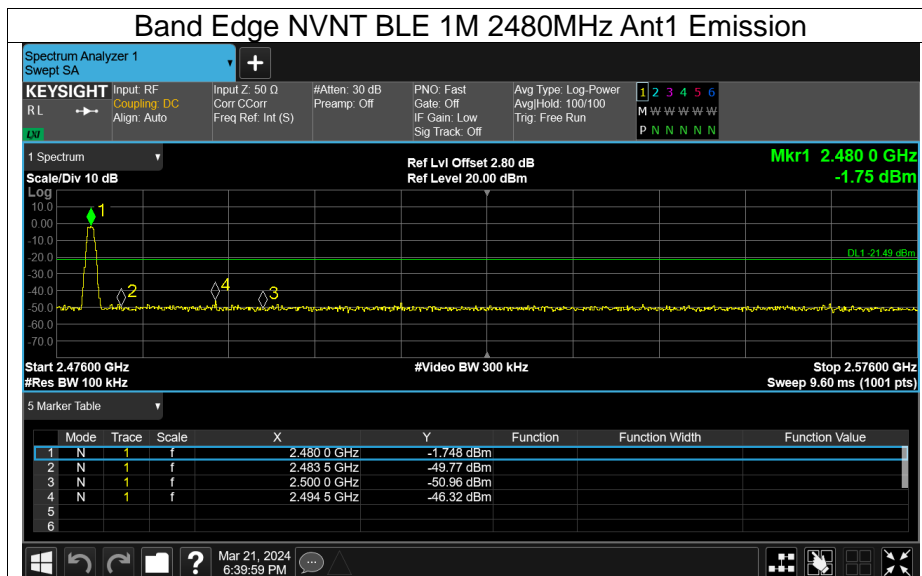 Band Edge NVNT BLE 1M 2480MHz Ant1 Emission
Spectrum Analyzer 1
Swept SA
+
KEYSIGHT Input: RF Input Z: 50 Ω #Atten: 30 dB PNO: Fast Avg Type: Log-Power 1 2 3 4 5 6
RL Coupling: DC Corr CCorr Preamp: Off Gate: Off Avg|Hold: 100/100 M W W W W W
Align: Auto Freq Ref: Int (S) IF Gain: Low Trig: Free Run
LXI Sig Track: Off P N N N N N
1 Spectrum Ref Lvl Offset 2.80 dB Mkr1 2.480 0 GHz
Scale/Div 10 dB Ref Level 20.00 dBm -1.75 dBm
Log
10.0 1
0.00
-10.0
-20.0 DL1 -21.49 dBm
-30.0
-40.0 2 4 3
-50.0
-60.0
-70.0
Start 2.47600 GHz #Video BW 300 kHz Stop 2.57600 GHz
#Res BW 100 kHz Sweep 9.60 ms (1001 pts)
5 Marker Table
Mode Trace Scale X Y Function Function Width Function Value
1 N 1 f 2.480 0 GHz -1.748 dBm
2 N 1 f 2.483 5 GHz -49.77 dBm
3 N 1 f 2.500 0 GHz -50.96 dBm
4 N 1 f 2.494 5 GHz -46.32 dBm
5
6
? Mar 21, 2024
6:39:59 PM